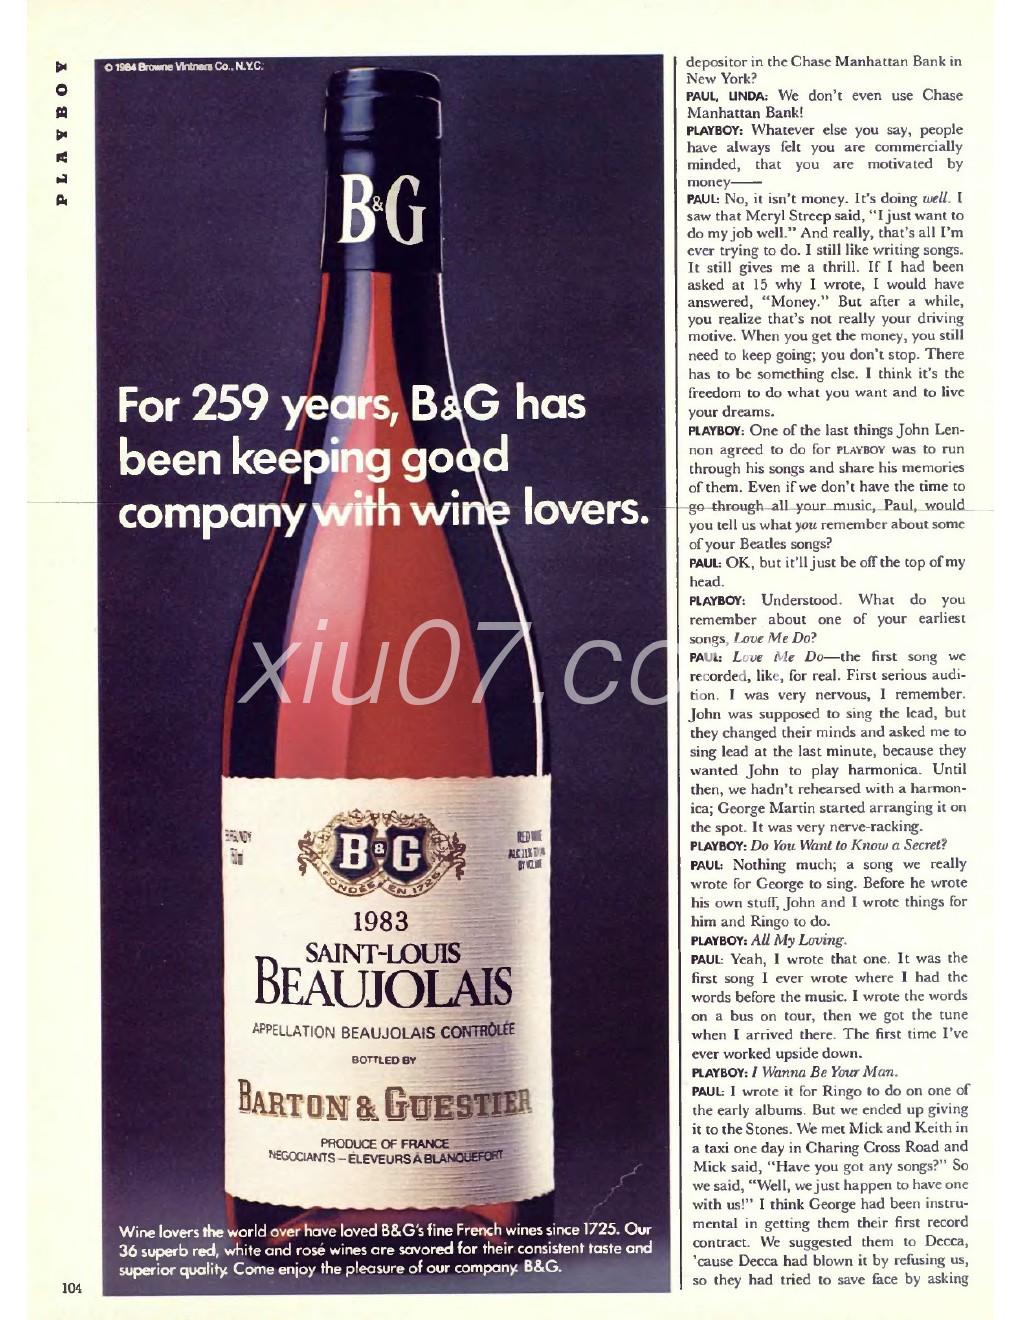 PLAYBOY
© 1984 Browne Vintners Co., N.Y.C.
B&G
For 259 years, B&G has
been keeping good
company with wine lovers.
xiu07.co
BURGUNDY
750ml
RED WINE
BY VOLUME
B&G
FONDÉE EN 1725
1983
SAINT-LOUIS
BEAUJOLAIS
APPELLATION BEAUJOLAIS CONTRÔLÉE
BOTTLED BY
BARTON & GUESTIER
PRODUCE OF FRANCE
NÉGOCIANTS – ÉLEVEURS À BLANQUEFORT
Wine lovers the world over have loved B&G's fine French wines since 1725. Our
36 superb red, white and rosé wines are savored for their consistent taste and
superior quality. Come enjoy the pleasure of our company. B&G.
104
depositor in the Chase Manhattan Bank in
New York?
PAUL, LINDA: We don't even use Chase
Manhattan Bank!
PLAYBOY: Whatever else you say, people
have always felt you are commercially
minded, that you are motivated by
money——
PAUL: No, it isn't money. It's doing well. I
saw that Meryl Streep said, "I just want to
do my job well." And really, that's all I'm
ever trying to do. I still like writing songs.
It still gives me a thrill. If I had been
asked at 15 why I wrote, I would have
answered, "Money." But after a while,
you realize that's not really your driving
motive. When you get the money, you still
need to keep going; you don't stop. There
has to be something else. I think it's the
freedom to do what you want and to live
your dreams.
PLAYBOY: One of the last things John Len-
non agreed to do for PLAYBOY was to run
through his songs and share his memories
of them. Even if we don't have the time to
go through all your music, Paul, would
you tell us what you remember about some
of your Beatles songs?
PAUL: OK, but it'll just be off the top of my
head.
PLAYBOY: Understood. What do you
remember about one of your earliest
songs, Love Me Do?
PAUL: Love Me Do—the first song we
recorded, like, for real. First serious audi-
tion. I was very nervous, I remember.
John was supposed to sing the lead, but
they changed their minds and asked me to
sing lead at the last minute, because they
wanted John to play harmonica. Until
then, we hadn't rehearsed with a harmon-
ica; George Martin started arranging it on
the spot. It was very nerve-racking.
PLAYBOY: Do You Want to Know a Secret?
PAUL: Nothing much; a song we really
wrote for George to sing. Before he wrote
his own stuff, John and I wrote things for
him and Ringo to do.
PLAYBOY: All My Loving.
PAUL: Yeah, I wrote that one. It was the
first song I ever wrote where I had the
words before the music. I wrote the words
on a bus on tour, then we got the tune
when I arrived there. The first time I've
ever worked upside down.
PLAYBOY: I Wanna Be Your Man.
PAUL: I wrote it for Ringo to do on one of
the early albums. But we ended up giving
it to the Stones. We met Mick and Keith in
a taxi one day in Charing Cross Road and
Mick said, "Have you got any songs?" So
we said, "Well, we just happen to have one
with us!" I think George had been instru-
mental in getting them their first record
contract. We suggested them to Decca,
'cause Decca had blown it by refusing us,
so they had tried to save face by asking